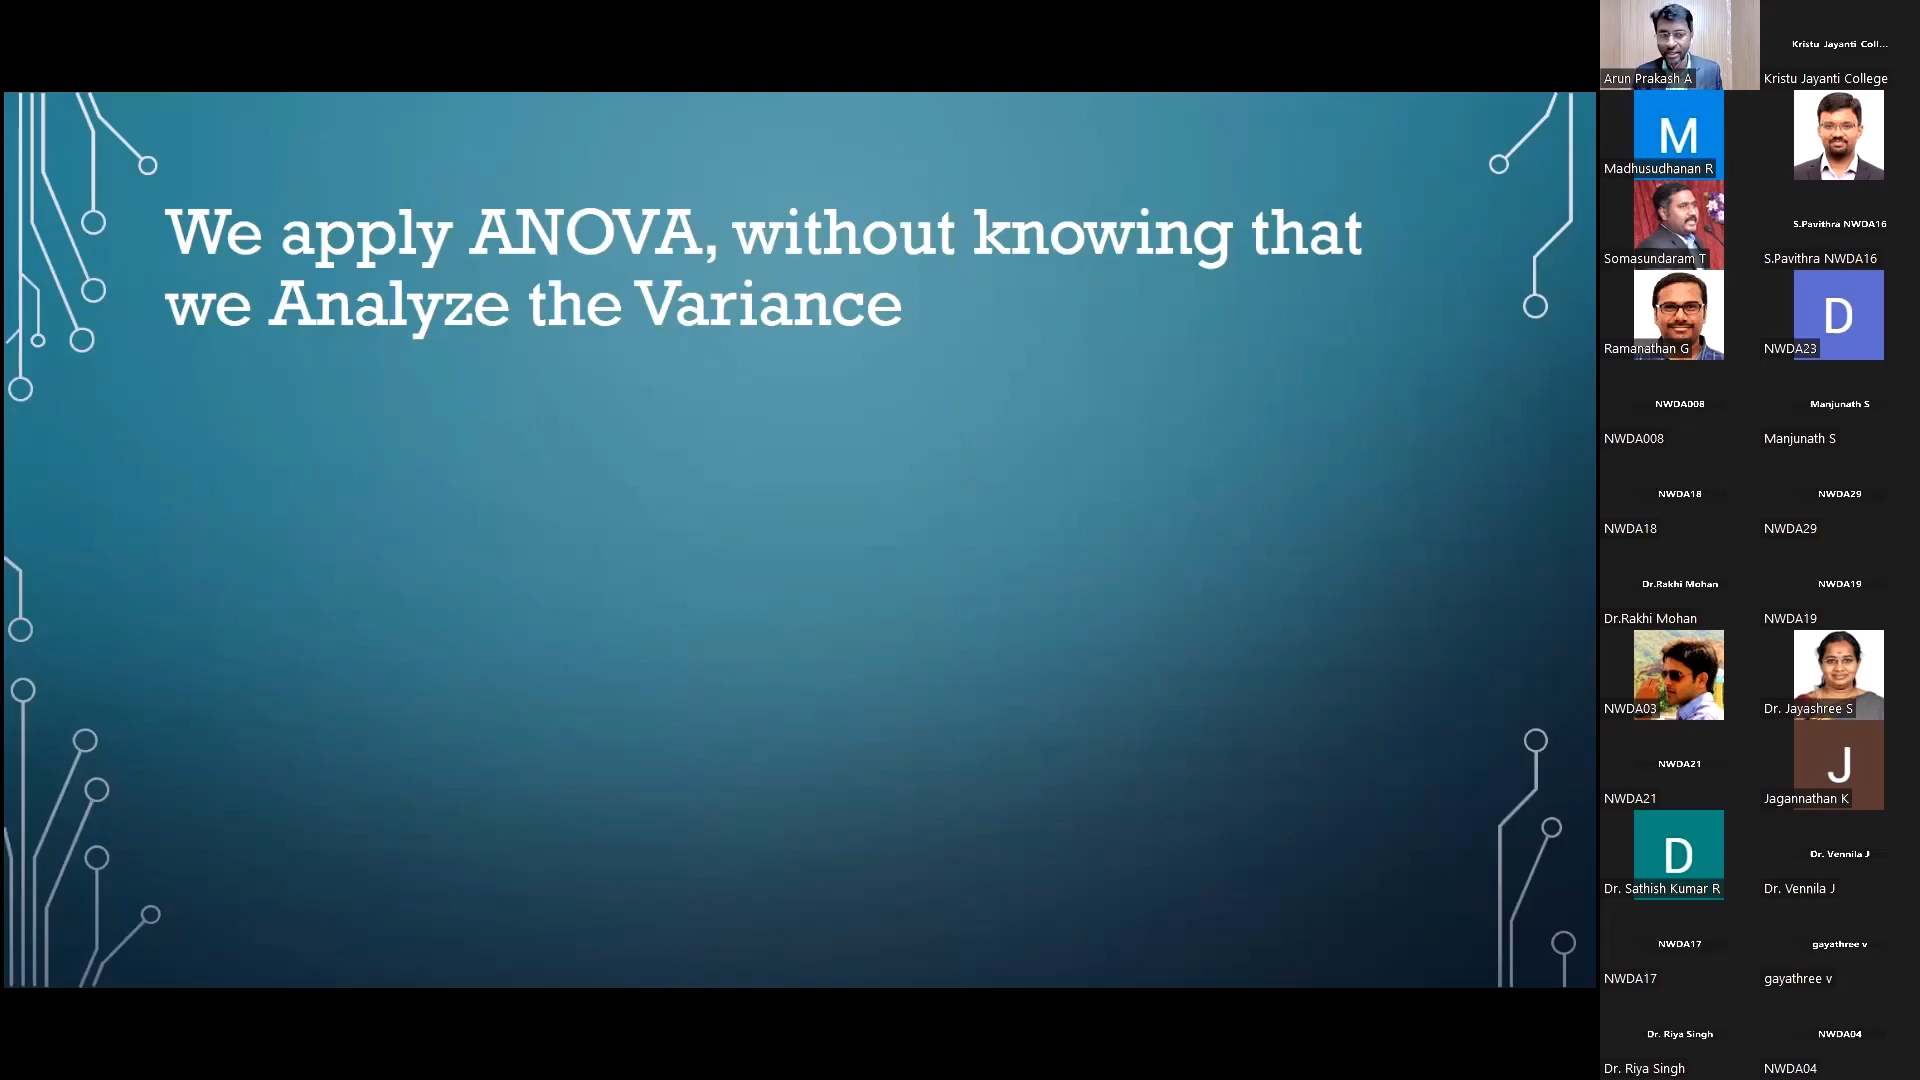 We apply ANOVA, without knowing that
we Analyze the Variance
Arun Prakash A
Kristu Jayanti Coll...
Kristu Jayanti College
M
Madhusudhanan R
Somasundaram T
S.Pavithra NWDA16
S.Pavithra NWDA16
Ramanathan G
D
NWDA23
NWDA008
NWDA008
Manjunath S
Manjunath S
NWDA18
NWDA18
NWDA29
NWDA29
Dr.Rakhi Mohan
Dr.Rakhi Mohan
NWDA19
NWDA19
NWDA03
Dr. Jayashree S
NWDA21
NWDA21
J
Jagannathan K
D
Dr. Sathish Kumar R
Dr. Vennila J
Dr. Vennila J
NWDA17
NWDA17
gayathree v
gayathree v
Dr. Riya Singh
Dr. Riya Singh
NWDA04
NWDA04